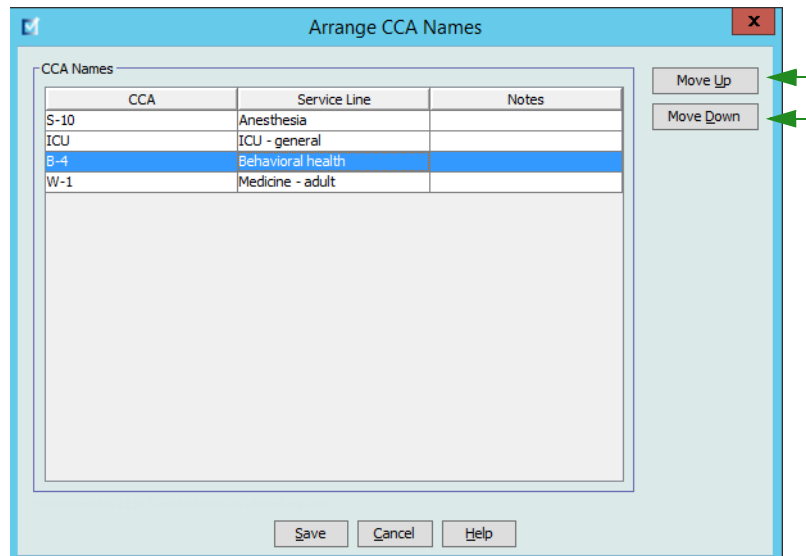 Arrange CCA Names
x
CCA Names
Move Up
CCA Service Line Notes
Move Down
S-10 Anesthesia
ICU ICU - general
B-4 Behavioral health
W-1 Medicine - adult
Save Cancel Help